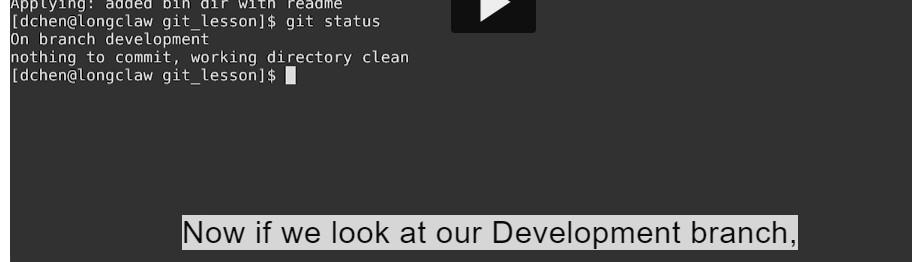 Applying: added bin dir with readme
[dchen@longclaw git_lesson]$ git status
On branch development
nothing to commit, working directory clean
[dchen@longclaw git_lesson]$
Now if we look at our Development branch,